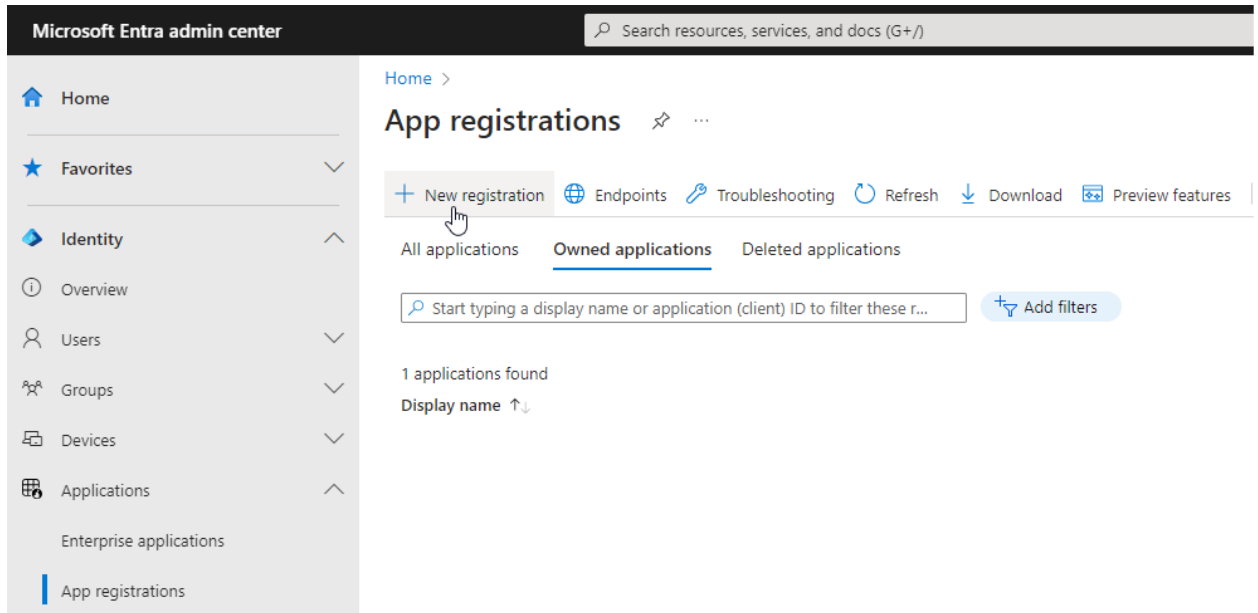 Microsoft Entra admin center
Search resources, services, and docs (G+/)
Home
Favorites
Identity
Overview
Users
Groups
Devices
Applications
Enterprise applications
App registrations
Home >
App registrations
New registration Endpoints Troubleshooting Refresh Download Preview features
All applications Owned applications Deleted applications
Start typing a display name or application (client) ID to filter these r... Add filters
1 applications found
Display name